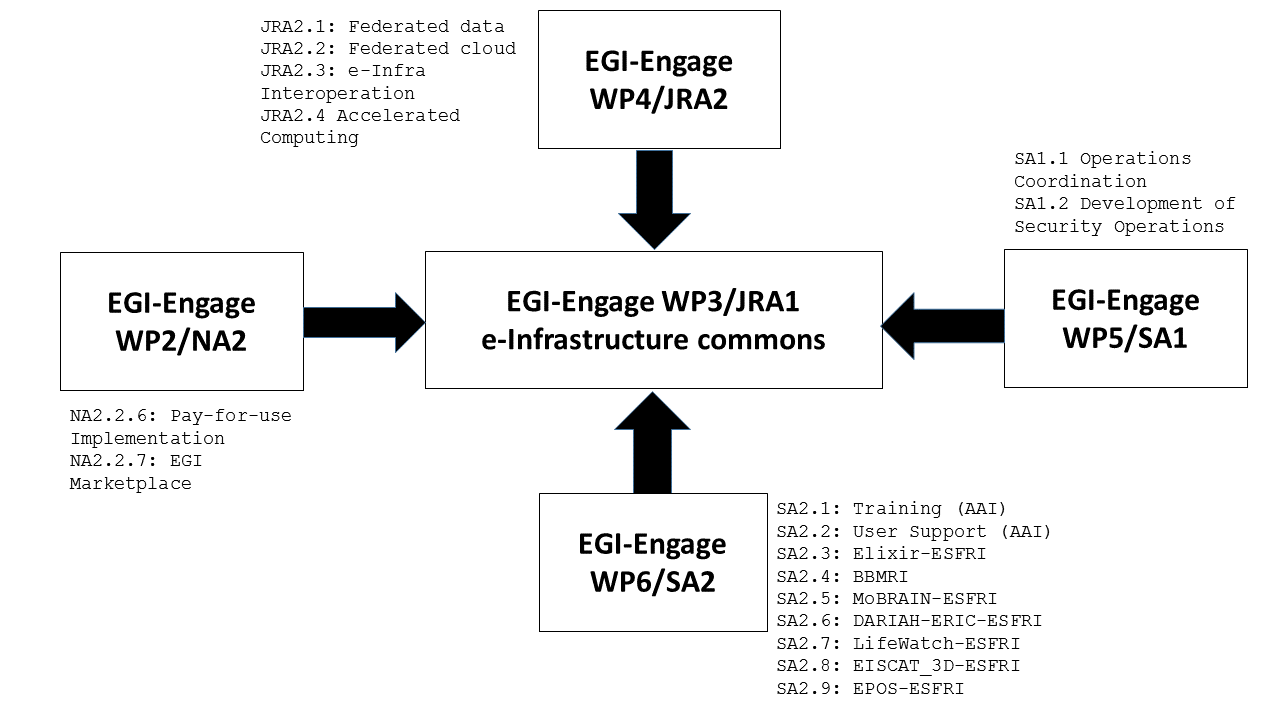 JRA2.1: Federated data
JRA2.2: Federated cloud
JRA2.3: e-Infra
Interoperation
JRA2.4 Accelerated
Computing
EGI-Engage
WP4/JRA2
SA1.1 Operations
Coordination
SA1.2 Development of
Security Operations
EGI-Engage
WP2/NA2
EGI-Engage WP3/JRA1
e-Infrastructure commons
EGI-Engage
WP5/SA1
NA2.2.6: Pay-for-use
Implementation
NA2.2.7: EGI
Marketplace
EGI-Engage
WP6/SA2
SA2.1: Training (AAI)
SA2.2: User Support (AAI)
SA2.3: Elixir-ESFRI
SA2.4: BBMRI
SA2.5: MoBRAIN-ESFRI
SA2.6: DARIAH-ERIC-ESFRI
SA2.7: LifeWatch-ESFRI
SA2.8: EISCAT_3D-ESFRI
SA2.9: EPOS-ESFRI